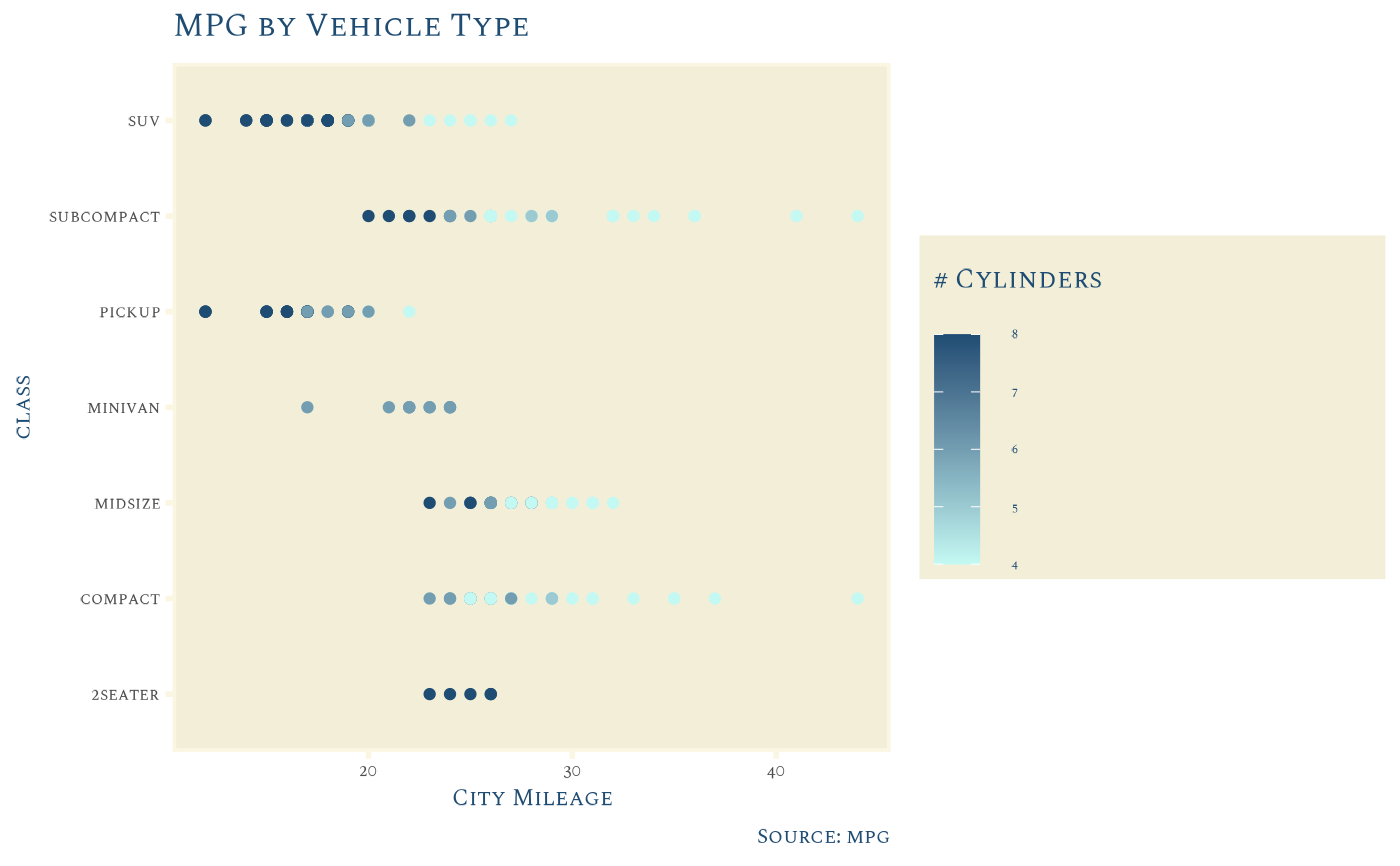 MPG by Vehicle Type
SUV
SUBCOMPACT
PICKUP
MINIVAN
MIDSIZE
COMPACT
2SEATER
CLASS
20
30
40
City Mileage
Source: mpg
# Cylinders
8
7
6
5
4